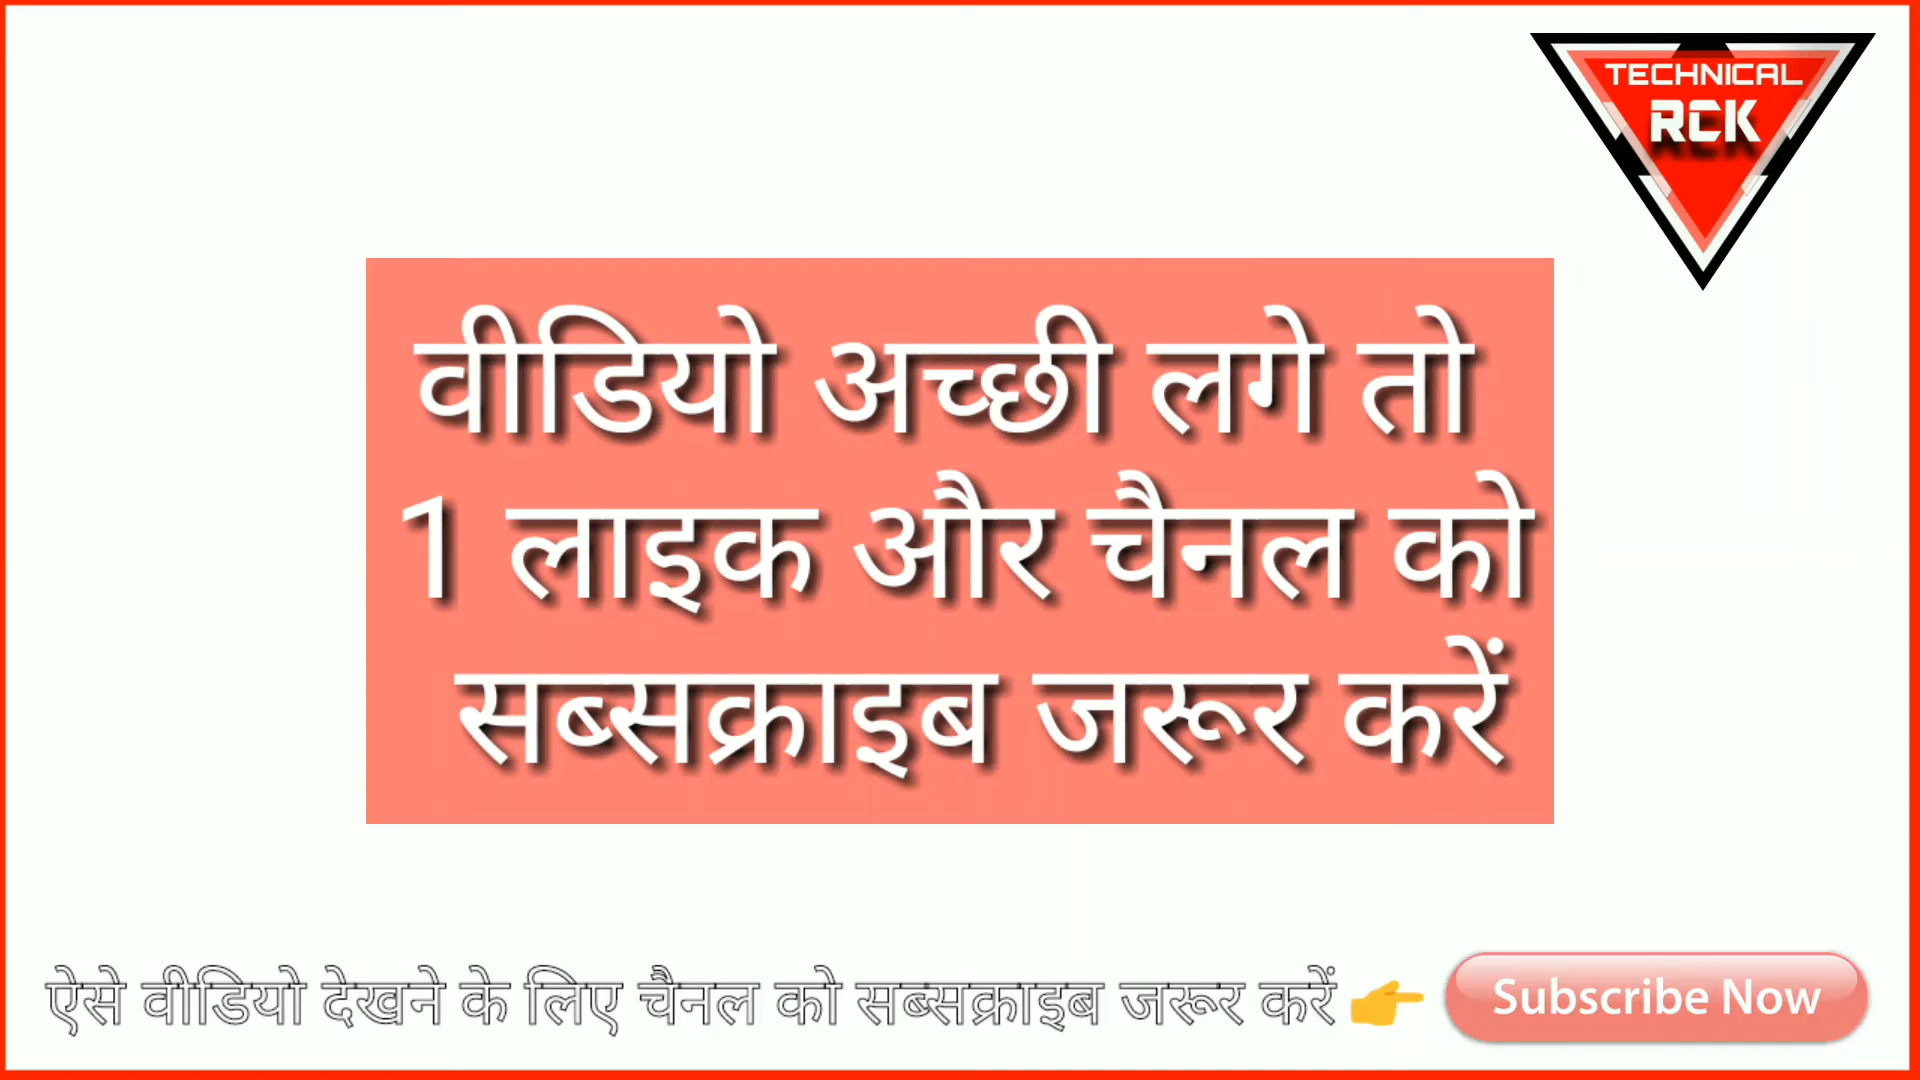 TECHNICAL
RCK
वीडियो अच्छी लगे तो
1 लाइक और चैनल को
सब्सक्राइब जरूर करें
ऐसे वीडियो देखने के लिए चैनल को सब्सक्राइब जरूर करें 👉 Subscribe Now